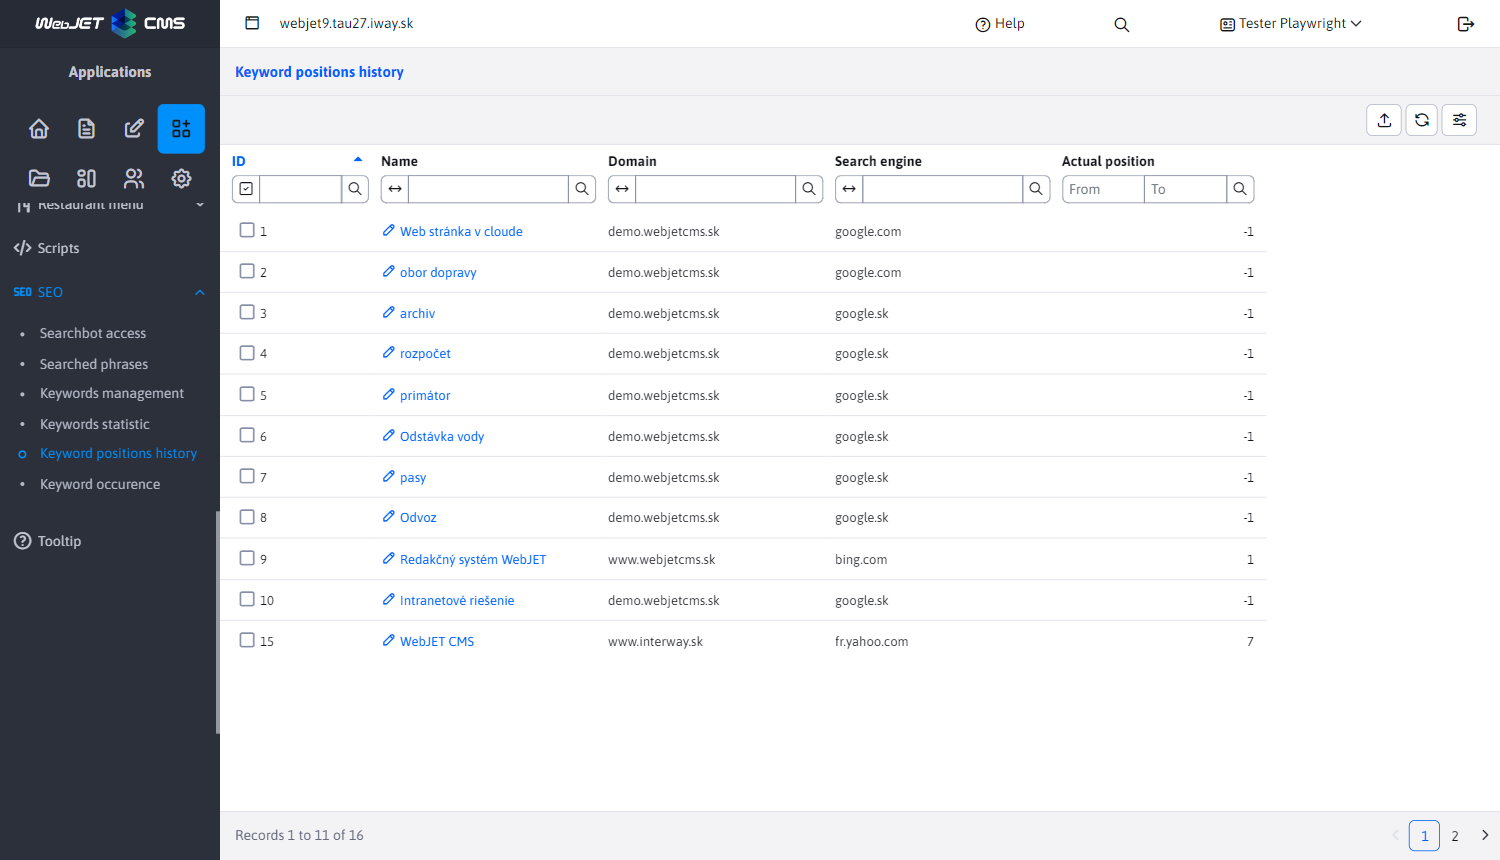 WebJET CMS
webjet9.tau27.iway.sk
Help
Tester Playwright
Applications
Keyword positions history
Restaurant menu
Scripts
SEO SEO
Searchbot access
Searched phrases
Keywords management
Keywords statistic
Keyword positions history
Keyword occurence
Tooltip
ID Name Domain Search engine Actual position
From To
1 Web stránka v cloude demo.webjetcms.sk google.com -1
2 obor dopravy demo.webjetcms.sk google.com -1
3 archiv demo.webjetcms.sk google.sk -1
4 rozpočet demo.webjetcms.sk google.sk -1
5 primátor demo.webjetcms.sk google.sk -1
6 Odstávka vody demo.webjetcms.sk google.sk -1
7 pasy demo.webjetcms.sk google.sk -1
8 Odvoz demo.webjetcms.sk google.sk -1
9 Redakčný systém WebJET www.webjetcms.sk bing.com 1
10 Intranetové riešenie demo.webjetcms.sk google.sk -1
15 WebJET CMS www.interway.sk fr.yahoo.com 7
Records 1 to 11 of 16
1 2